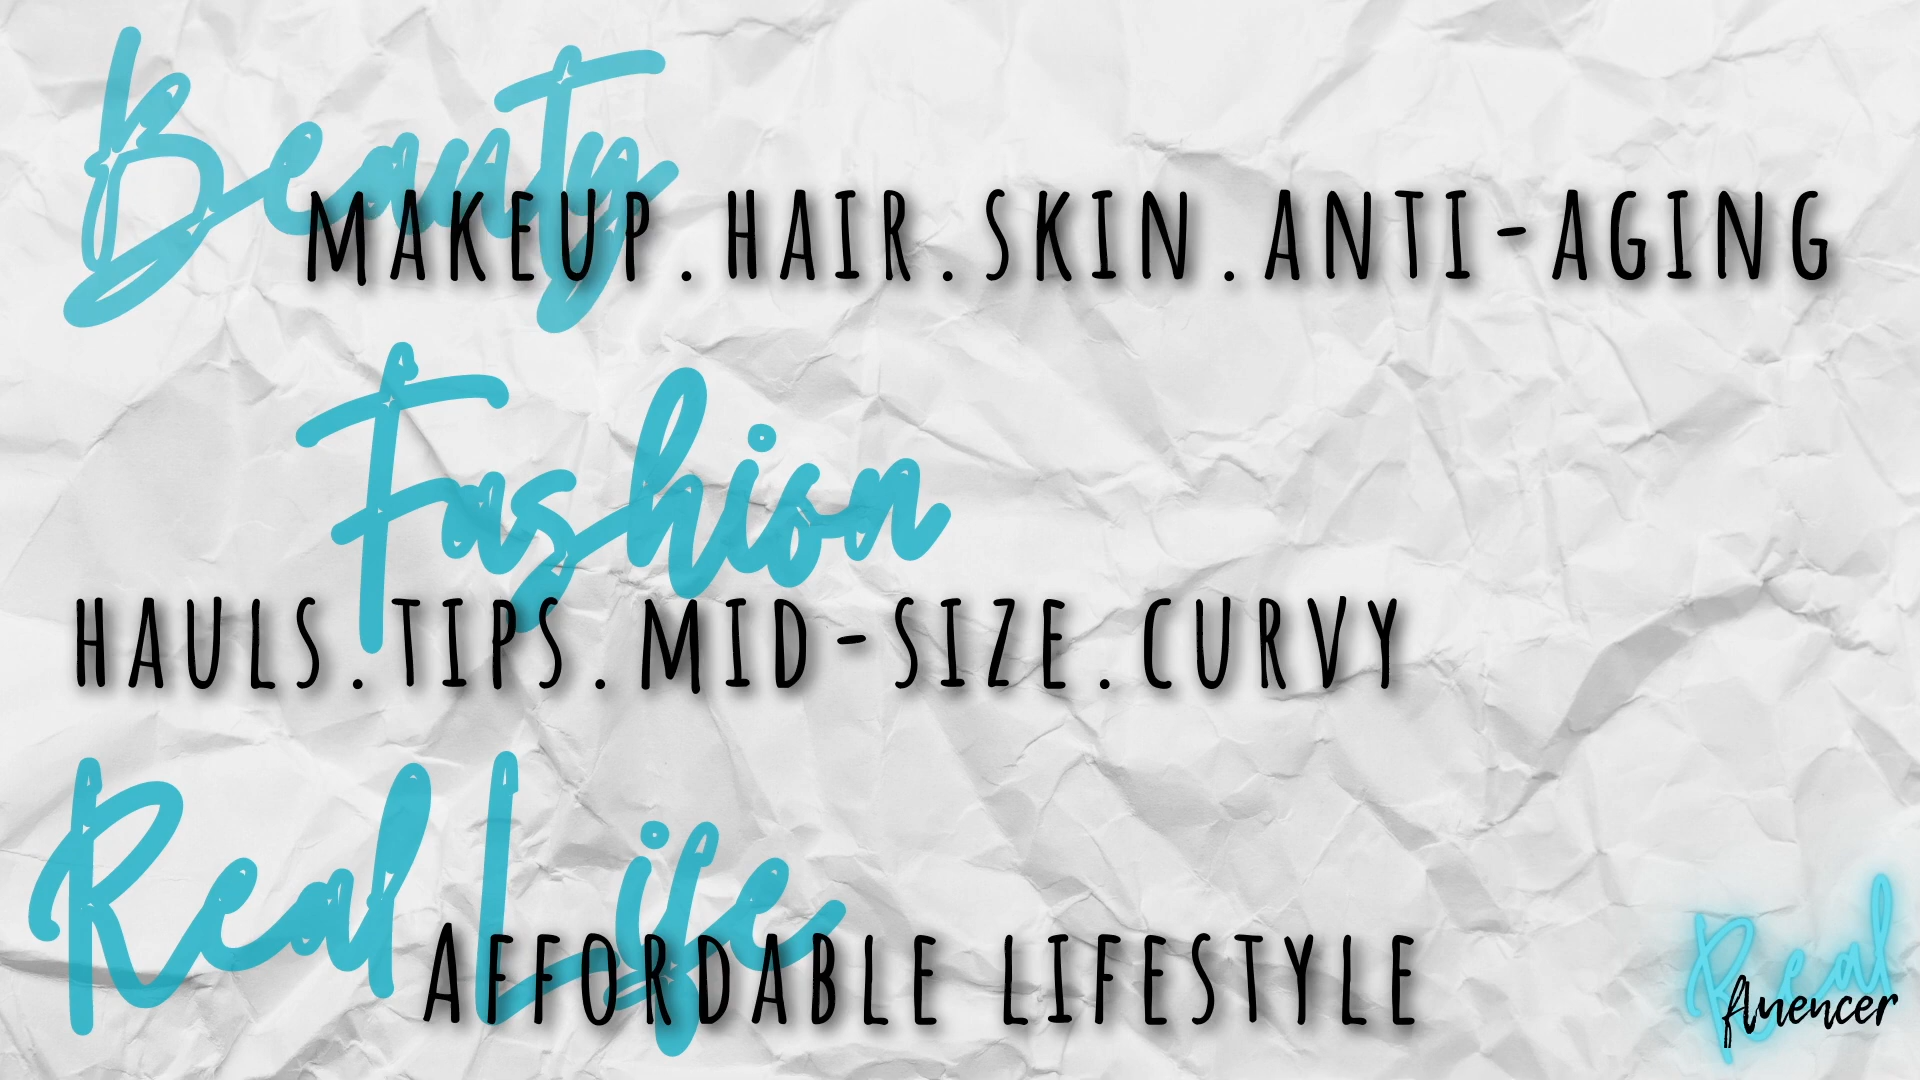 Beauty
MAKEUP.HAIR.SKIN.ANTI-AGING
Fashion
HAULS.TIPS.MID-SIZE.CURVY
Real Life
AFFORDABLE LIFESTYLE
Real
fluencer